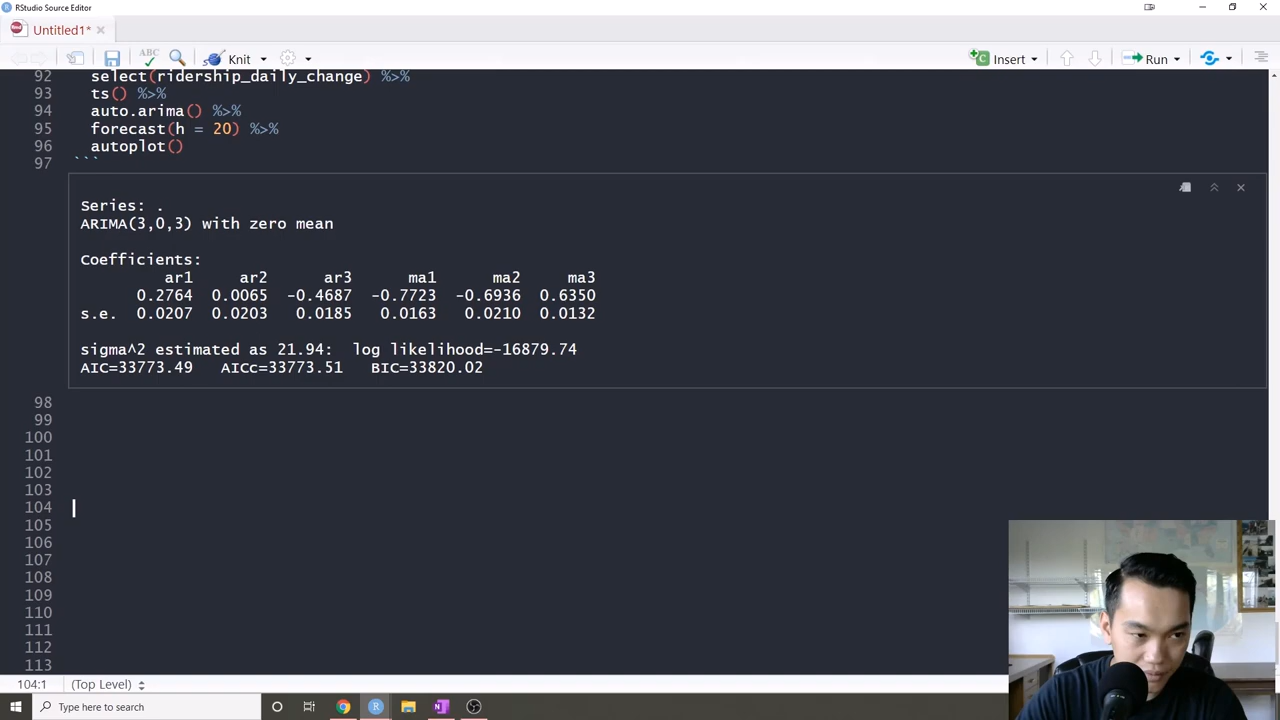 RStudio Source Editor
Untitled1*
ABC Knit Insert Run
92 select(ridership_daily_change) %>%
93 ts() %>%
94 auto.arima() %>%
95 forecast(h = 20) %>%
96 autoplot()
97 ```
Series: .
ARIMA(3,0,3) with zero mean
Coefficients:
ar1 ar2 ar3 ma1 ma2 ma3
0.2764 0.0065 -0.4687 -0.7723 -0.6936 0.6350
s.e. 0.0207 0.0203 0.0185 0.0163 0.0210 0.0132
sigma^2 estimated as 21.94: log likelihood=-16879.74
AIC=33773.49 AICc=33773.51 BIC=33820.02
98
99
100
101
102
103
104
105
106
107
108
109
110
111
112
113
104:1 (Top Level)
Type here to search